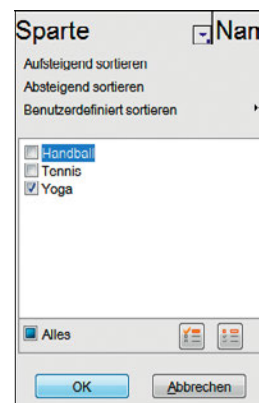 Sparte Nam
Aufsteigend sortieren
Absteigend sortieren
Benutzerdefiniert sortieren
Handball
Tennis
Yoga
Alles
OK Abbrechen